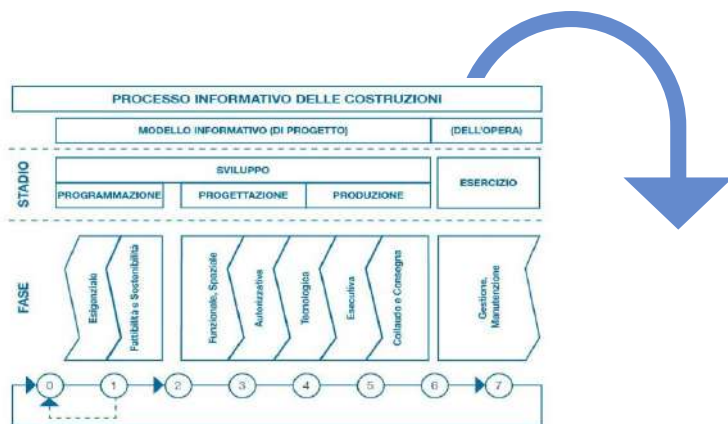 PROCESSO INFORMATIVO DELLE COSTRUZIONI
MODELLO INFORMATIVO (DI PROGETTO)
(DELL'OPERA)
STADIO
SVILUPPO
PROGRAMMAZIONE
PROGETTAZIONE
PRODUZIONE
ESERCIZIO
FASE
Esigenziale
Fattibilità e Sostenibilità
Funzionale, Spaziale
Autorizzativa
Tecnologica
Esecutiva
Collaudo e Consegna
Gestione,
Manutenzione
0
1
2
3
4
5
6
7